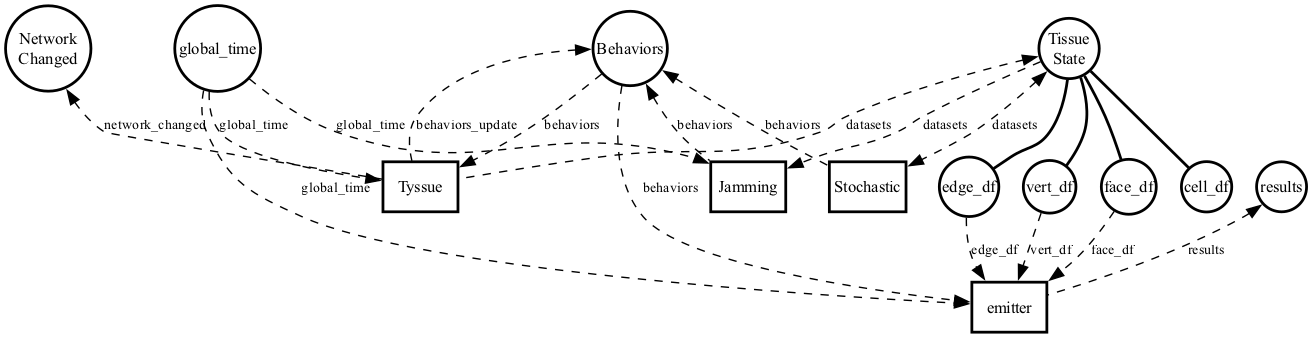 Network
Changed
global_time
Behaviors
Tissue
State
network_changed
global_time
global_time
behaviors_update
behaviors
behaviors
behaviors
datasets
datasets
datasets
global_time
Tyssue
behaviors
Jamming
Stochastic
edge_df
vert_df
face_df
cell_df
results
edge_df
vert_df
face_df
results
emitter